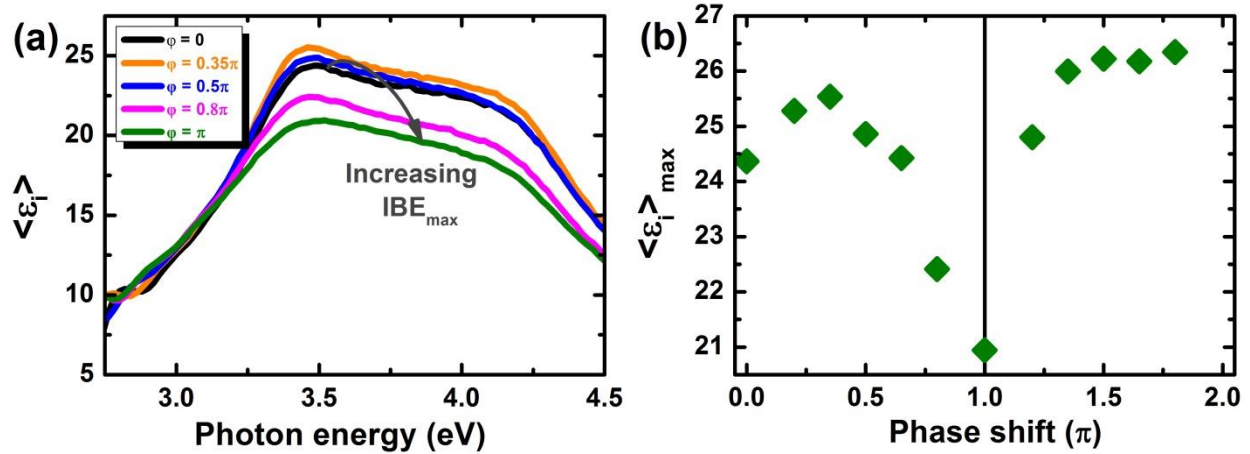 (a)
φ = 0
φ = 0.35π
φ = 0.5π
φ = 0.8π
φ = π
Increasing
IBEmax
<εi>
25
20
15
10
5
3.0 3.5 4.0 4.5
Photon energy (eV)
(b)
<εi>max
27
26
25
24
23
22
21
0.0 0.5 1.0 1.5 2.0
Phase shift (π)